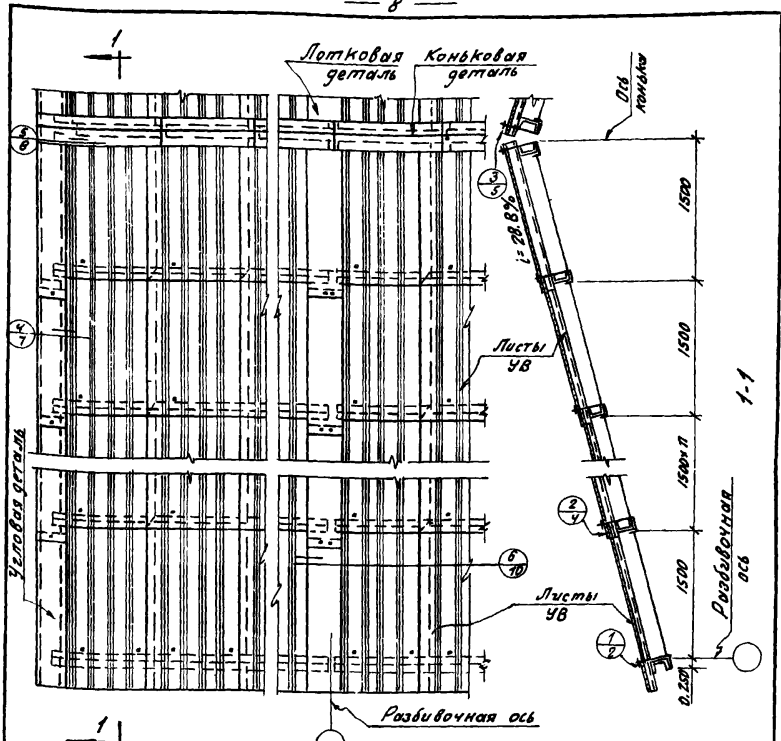 — 8 —
1
Лотковая
деталь
Коньковая
деталь
Ось
конька
5
8
3
5
i= 28.8%
1500
4
7
1500
Листы
УВ
1-1
1500×п
Угловая деталь
2
4
Разбивочная
ось
6
10
1500
Листы
УВ
1
2
0.250
Разбивочная ось
1